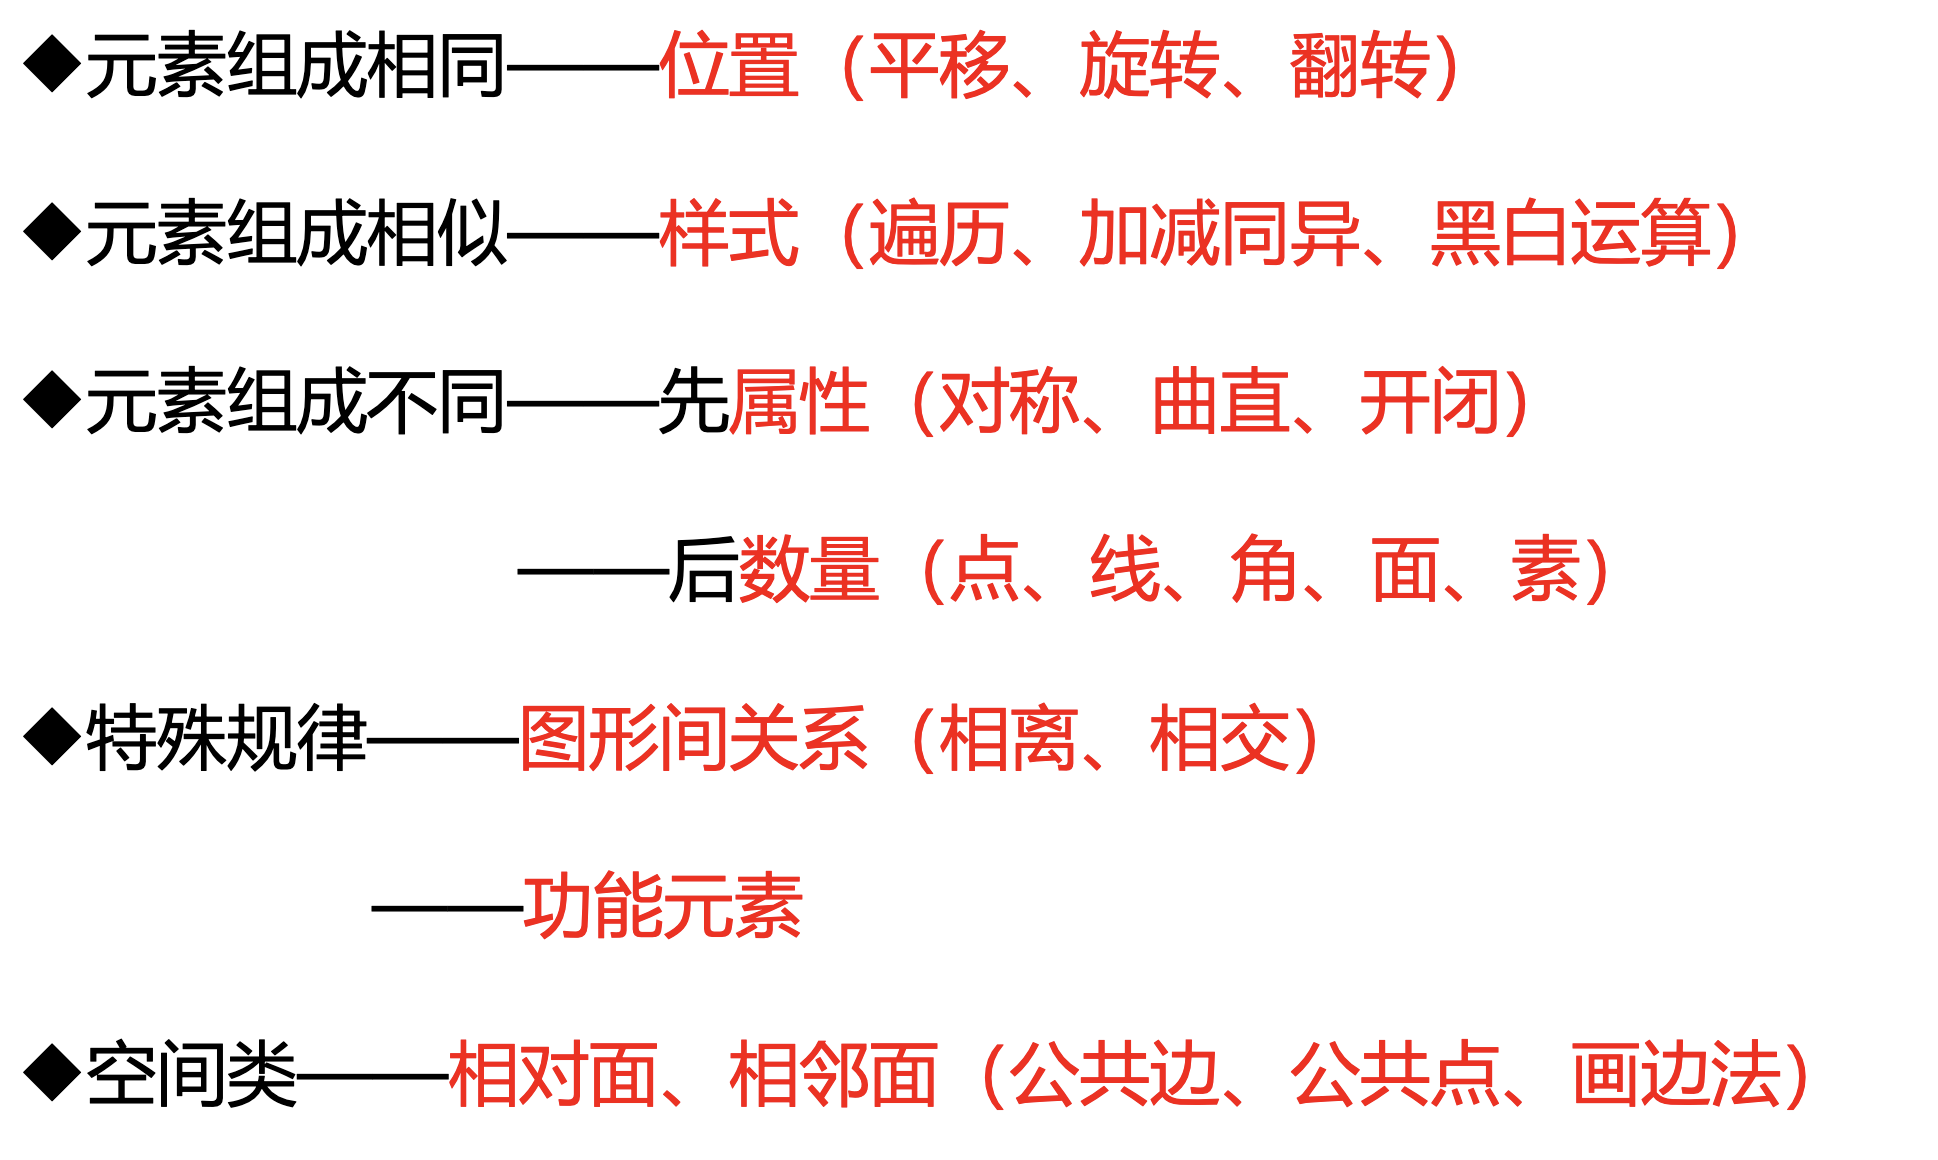 ◆元素组成相同——位置（平移、旋转、翻转）
◆元素组成相似——样式（遍历、加减同异、黑白运算）
◆元素组成不同——先属性（对称、曲直、开闭）
——后数量（点、线、角、面、素）
◆特殊规律——图形间关系（相离、相交）
——功能元素
◆空间类——相对面、相邻面（公共边、公共点、画边法）